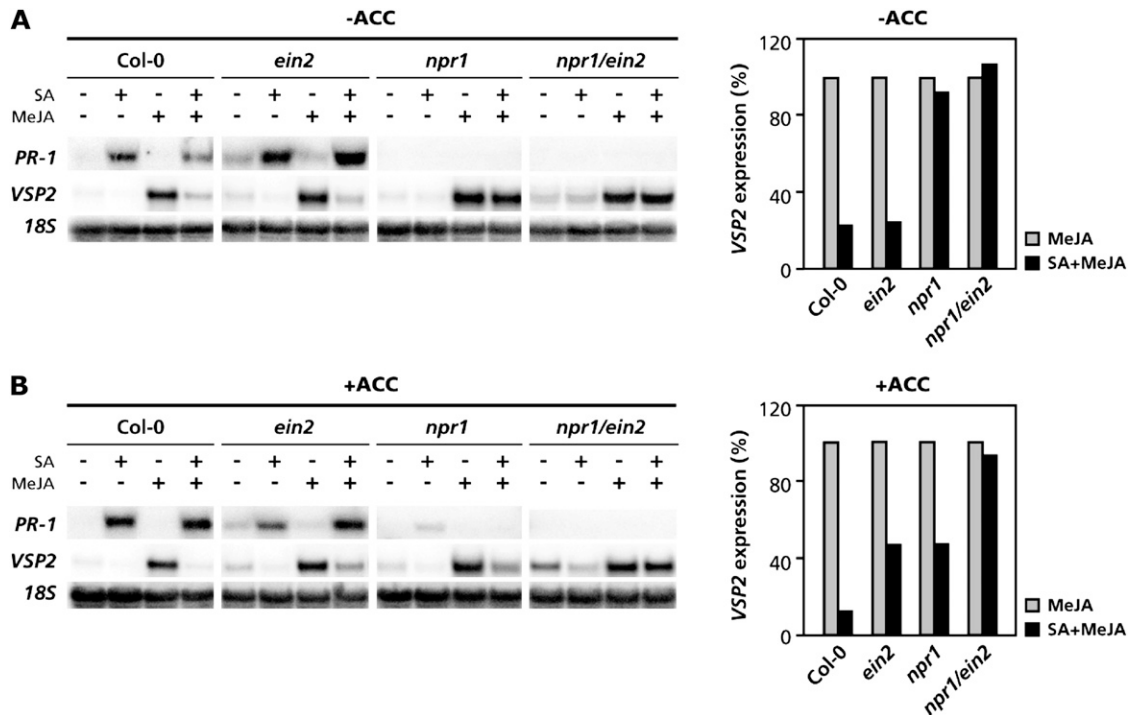 A
-ACC
Col-0 ein2 npr1 npr1/ein2
SA - + - + - + - + - + - + - + - +
MeJA - - + + - - + + - - + + - - + +
PR-1
VSP2
18S
-ACC
VSP2 expression (%)
120
80
40
0
Col-0
ein2
npr1
npr1/ein2
MeJA
SA+MeJA
B
+ACC
Col-0 ein2 npr1 npr1/ein2
SA - + - + - + - + - + - + - + - +
MeJA - - + + - - + + - - + + - - + +
PR-1
VSP2
18S
+ACC
VSP2 expression (%)
120
80
40
0
Col-0
ein2
npr1
npr1/ein2
MeJA
SA+MeJA